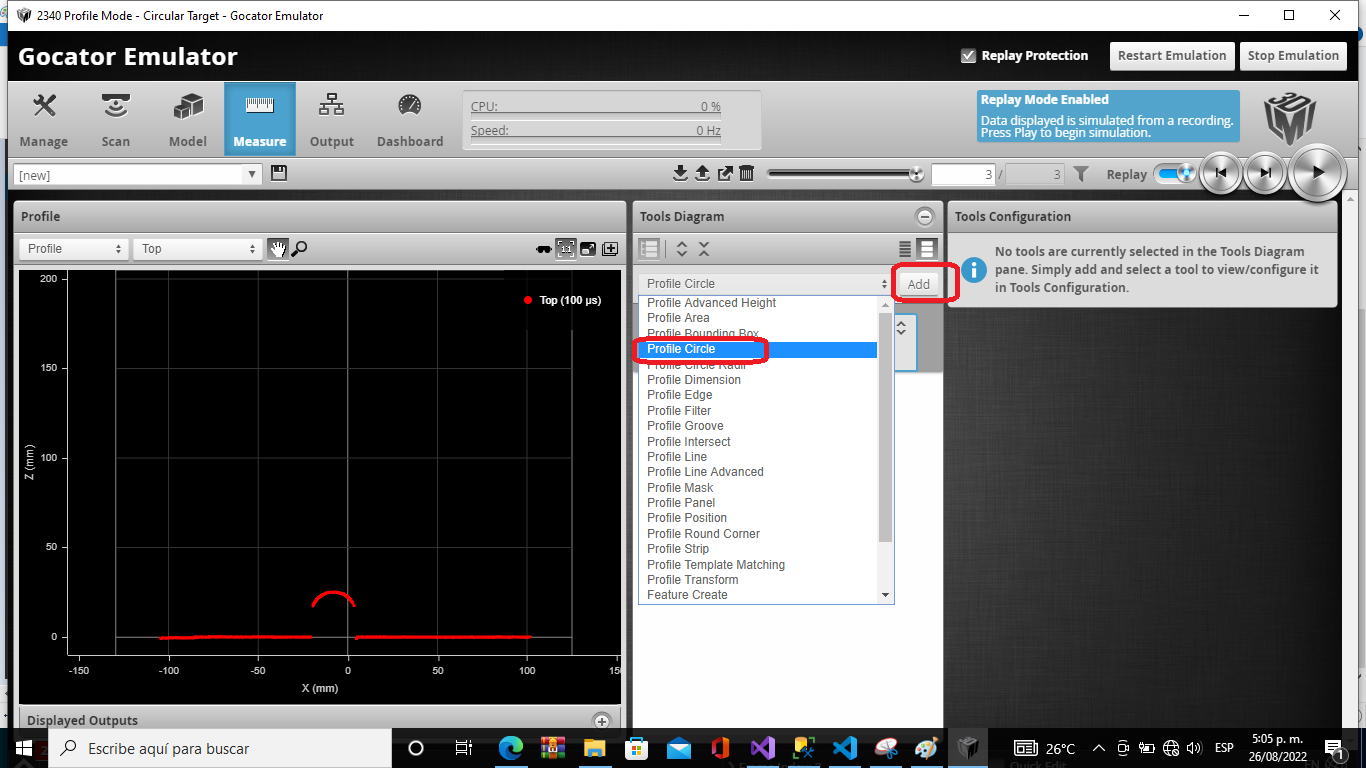 2340 Profile Mode - Circular Target - Gocator Emulator
Gocator Emulator
Replay Protection
Restart Emulation
Stop Emulation
Manage
Scan
Model
Measure
Output
Dashboard
CPU: 0 %
Speed: 0 Hz
Replay Mode Enabled
Data displayed is simulated from a recording.
Press Play to begin simulation.
[new]
3 / 3
Replay
Profile
Tools Diagram
Tools Configuration
Profile
Top
1:1
No tools are currently selected in the Tools Diagram
pane. Simply add and select a tool to view/configure it
in Tools Configuration.
Profile Circle
Add
Profile Advanced Height
Profile Area
Profile Bounding Box
Profile Circle
Profile Circle Radii
Profile Dimension
Profile Edge
Profile Filter
Profile Groove
Profile Intersect
Profile Line
Profile Line Advanced
Profile Mask
Profile Panel
Profile Position
Profile Round Corner
Profile Strip
Profile Template Matching
Profile Transform
Feature Create
Top (100 µs)
200
150
100
50
0
Z (mm)
-150 -100 -50 0 50 100
X (mm)
Displayed Outputs
Escribe aquí para buscar
26°C
ESP
5:05 p. m.
26/08/2022
1